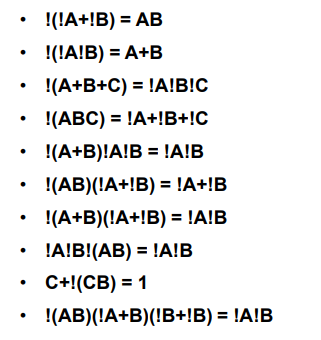 • !(!A+!B) = AB
• !(!A!B) = A+B
• !(A+B+C) = !A!B!C
• !(ABC) = !A+!B+!C
• !(A+B)!A!B = !A!B
• !(AB)(!A+!B) = !A+!B
• !(A+B)(!A+!B) = !A!B
• !A!B!(AB) = !A!B
• C+!(CB) = 1
• !(AB)(!A+B)(!B+!B) = !A!B